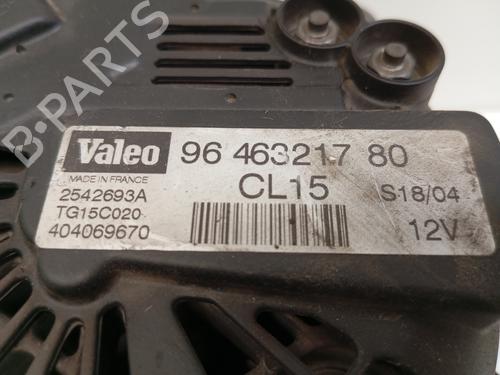 B-PARTS
Valeo
96 463217 80
MADE IN FRANCE
CL15
S18/04
2542693A
TG15C020
12V
404069670